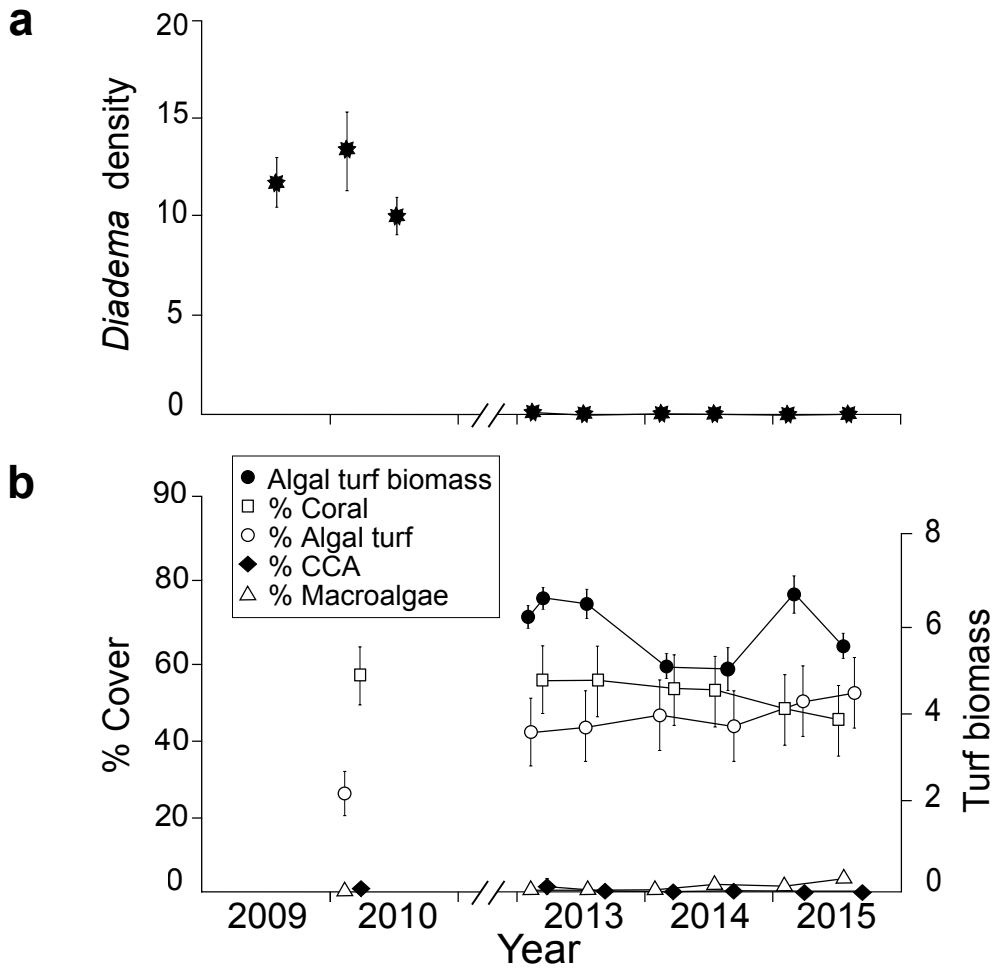 a
20
15
10
5
0
Diadema density
b
Algal turf biomass
% Coral
% Algal turf
% CCA
% Macroalgae
90
80
60
40
20
0
% Cover
8
6
4
2
0
Turf biomass
2009 2010 2013 2014 2015
Year